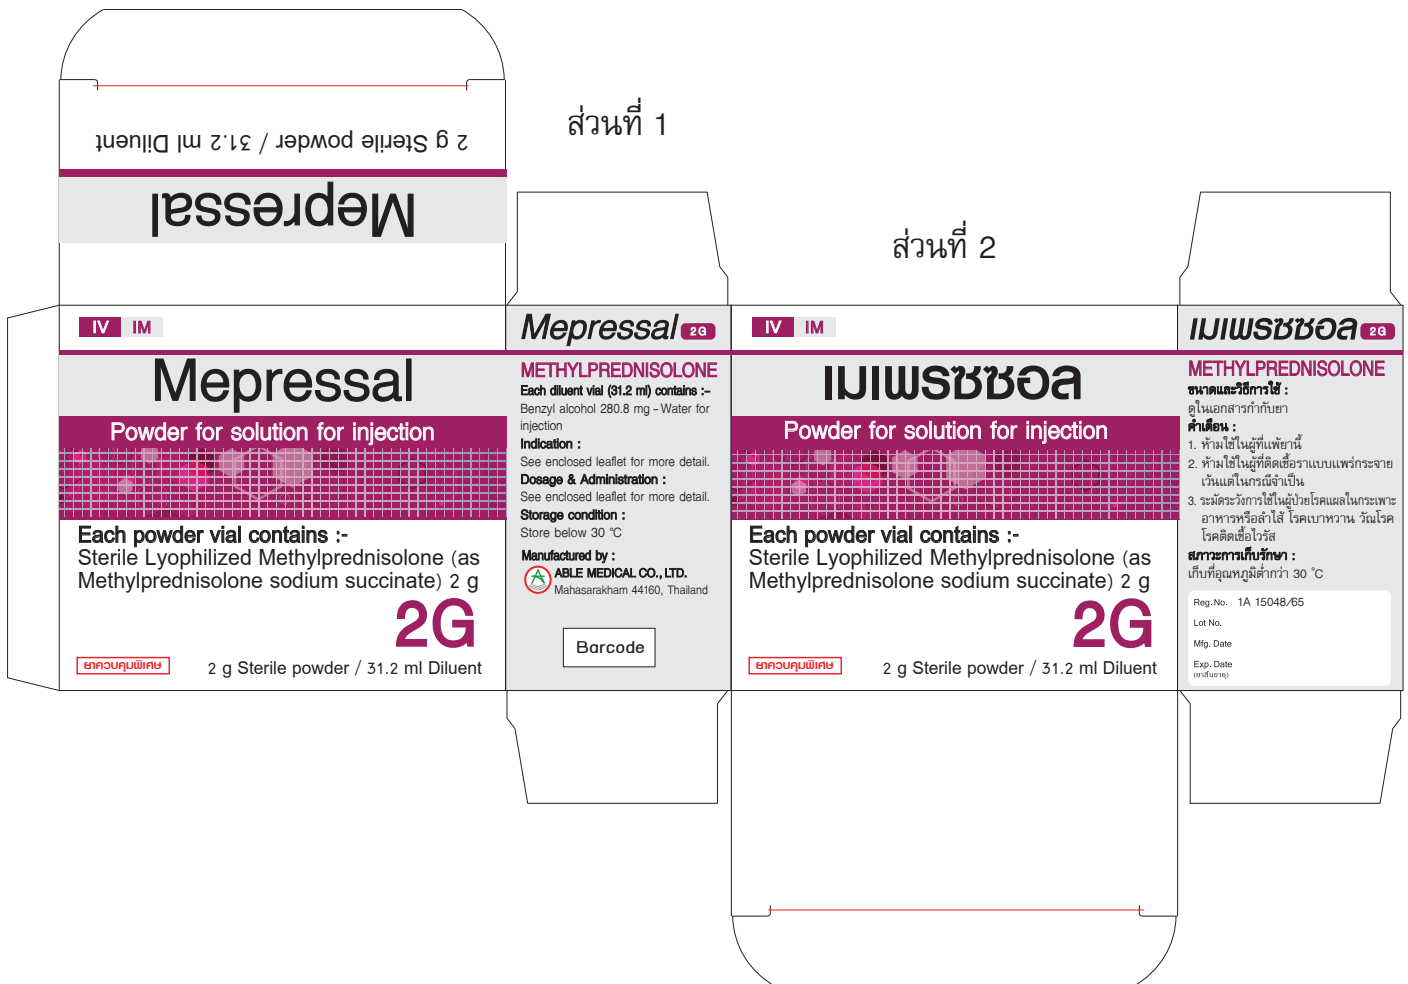 2 g Sterile powder / 31.2 ml Diluent
Mepressal
ส่วนที่ 1
ส่วนที่ 2
IV IM
Mepressal
Powder for solution for injection
Each powder vial contains :-
Sterile Lyophilized Methylprednisolone (as
Methylprednisolone sodium succinate) 2 g
2G
ยาควบคุมพิเศษ
2 g Sterile powder / 31.2 ml Diluent
Mepressal 2G
METHYLPREDNISOLONE
Each diluent vial (31.2 ml) contains :-
Benzyl alcohol 280.8 mg - Water for
injection
Indication :
See enclosed leaflet for more detail.
Dosage & Administration :
See enclosed leaflet for more detail.
Storage condition :
Store below 30 °C
Manufactured by :
ABLE MEDICAL CO., LTD.
Mahasarakham 44160, Thailand
Barcode
IV IM
เมเพรซซอล
Powder for solution for injection
Each powder vial contains :-
Sterile Lyophilized Methylprednisolone (as
Methylprednisolone sodium succinate) 2 g
2G
ยาควบคุมพิเศษ
2 g Sterile powder / 31.2 ml Diluent
เมเพรซซอล 2G
METHYLPREDNISOLONE
ขนาดและวิธีการใช้ :
ดูในเอกสารกำกับยา
คำเตือน :
1. ห้ามใช้ในผู้ที่แพ้ยานี้
2. ห้ามใช้ในผู้ที่ติดเชื้อราแบบแพร่กระจาย
เว้นแต่ในกรณีจำเป็น
3. ระมัดระวังการใช้ในผู้ป่วยโรคแผลในกระเพาะ
อาหารหรือลำไส้ โรคเบาหวาน วัณโรค
โรคติดเชื้อไวรัส
สภาวะการเก็บรักษา :
เก็บที่อุณหภูมิต่ำกว่า 30 °C
Reg. No. 1A 15048/65
Lot No.
Mfg. Date
Exp. Date
(ยาสิ้นอายุ)